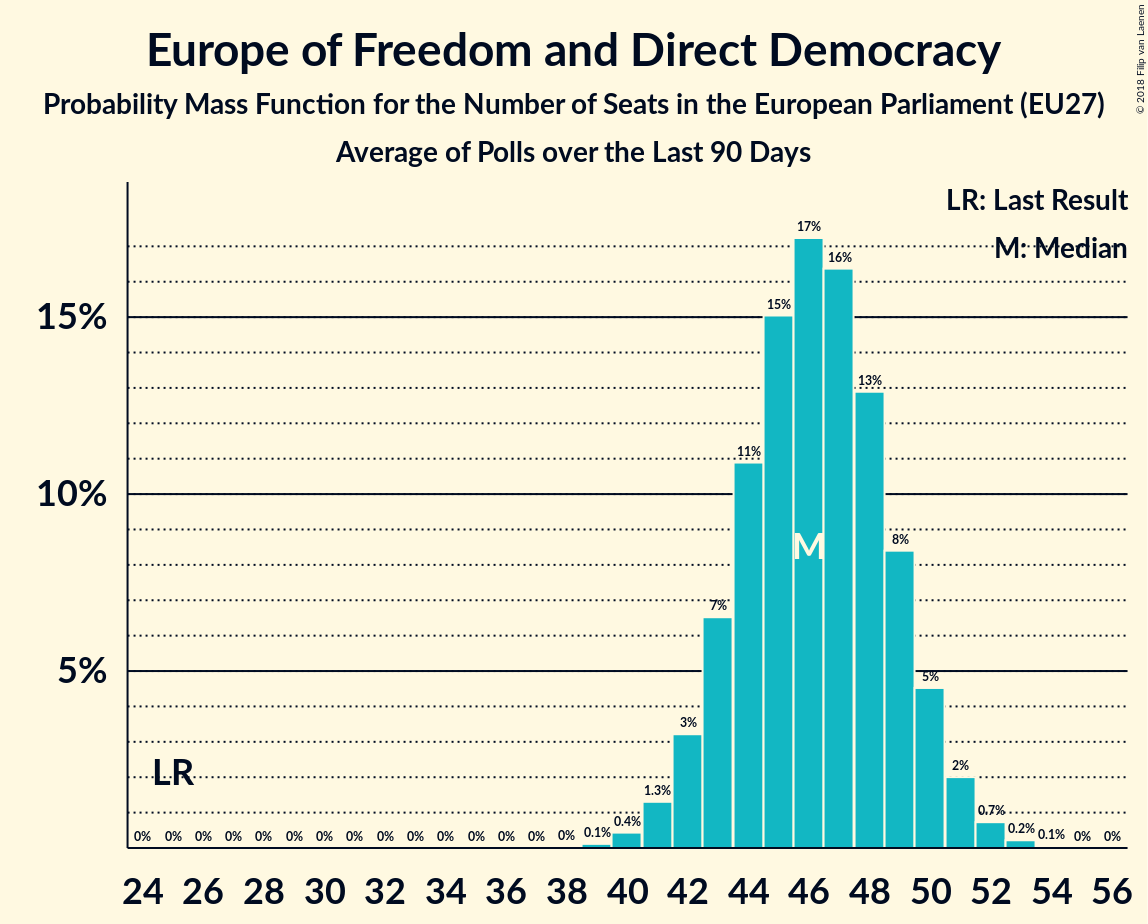 Europe of Freedom and Direct Democracy
Probability Mass Function for the Number of Seats in the European Parliament (EU27)
Average of Polls over the Last 90 Days
© 2018 Filip van Laenen
LR: Last Result
M: Median
17%
16%
15%
15%
13%
11%
10%
M
8%
7%
5%
5%
3%
LR
2%
1.3%
0.7%
0% 0% 0% 0% 0% 0% 0% 0% 0% 0% 0% 0% 0% 0% 0% 0.1% 0.4% 0.2% 0.1% 0% 0%
24 26 28 30 32 34 36 38 40 42 44 46 48 50 52 54 56